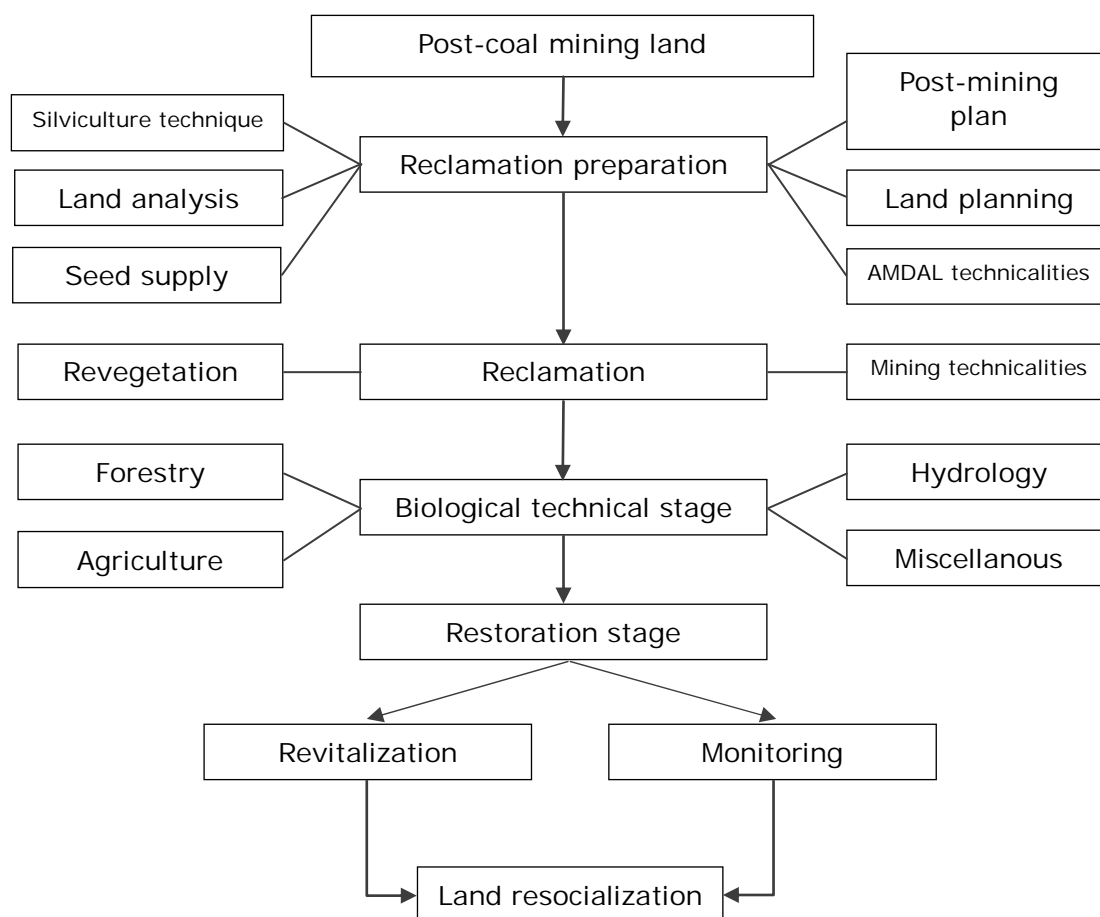 Post-coal mining land
Post-mining
plan
Silviculture technique
Reclamation preparation
Land analysis
Land planning
Seed supply
AMDAL technicalities
Revegetation
Reclamation
Mining technicalities
Forestry
Hydrology
Biological technical stage
Agriculture
Miscellanous
Restoration stage
Revitalization
Monitoring
Land resocialization